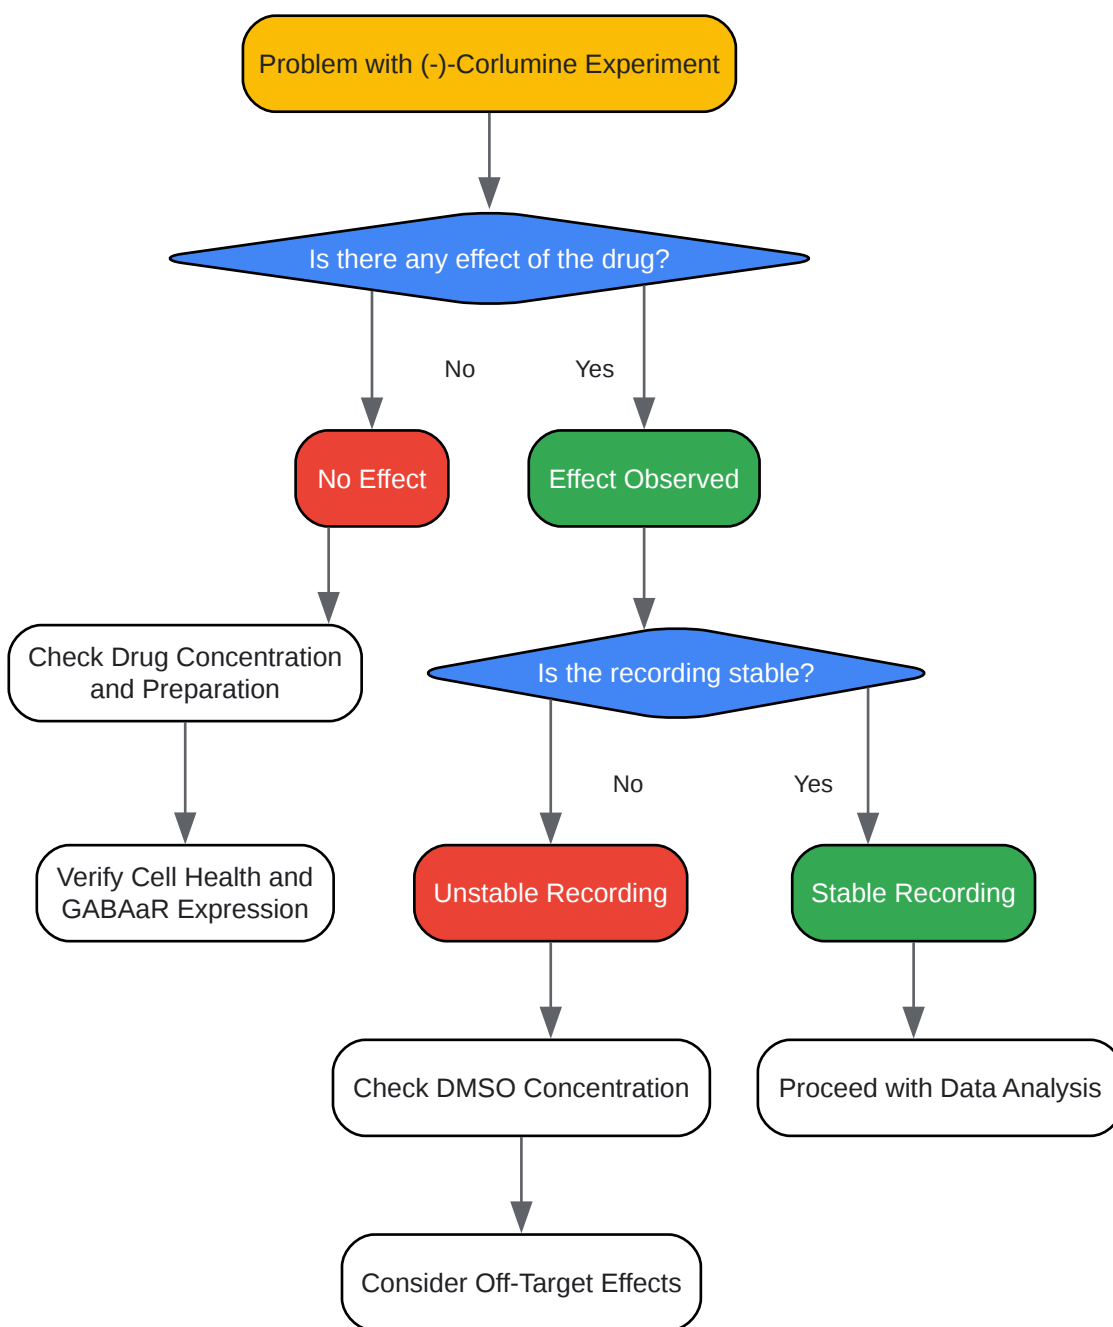 Problem with (-)-Corlumine Experiment
Is there any effect of the drug?
No
Yes
No Effect
Effect Observed
Check Drug Concentration
and Preparation
Is the recording stable?
No
Yes
Verify Cell Health and
GABAaR Expression
Unstable Recording
Stable Recording
Check DMSO Concentration
Proceed with Data Analysis
Consider Off-Target Effects